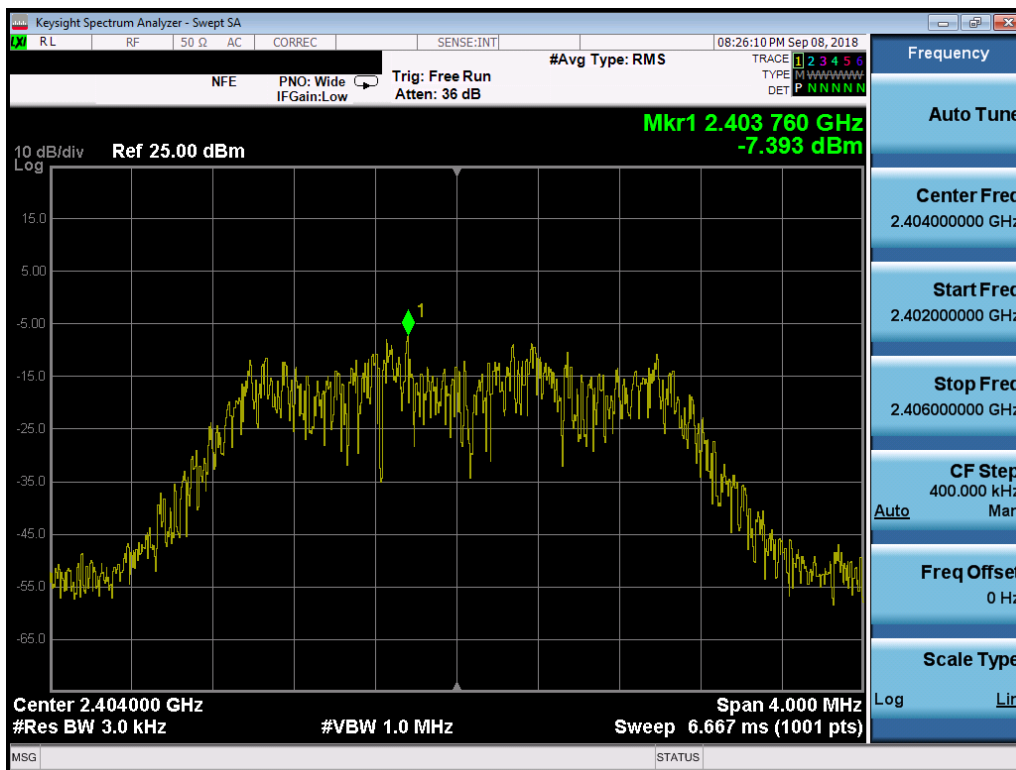 Keysight Spectrum Analyzer - Swept SA
LXI RL RF 50 Ω AC CORREC SENSE:INT 08:26:10 PM Sep 08, 2018
NFE PNO: Wide Trig: Free Run #Avg Type: RMS TRACE 1 2 3 4 5 6
IFGain:Low Atten: 36 dB TYPE M W W W W W
DET P N N N N N
Mkr1 2.403 760 GHz
-7.393 dBm
10 dB/div Ref 25.00 dBm
Log
15.0
5.00
1
-5.00
-15.0
-25.0
-35.0
-45.0
-55.0
-65.0
Center 2.404000 GHz Span 4.000 MHz
#Res BW 3.0 kHz #VBW 1.0 MHz Sweep 6.667 ms (1001 pts)
MSG STATUS
Frequency
Auto Tune
Center Freq
2.404000000 GHz
Start Freq
2.402000000 GHz
Stop Freq
2.406000000 GHz
CF Step
400.000 kHz
Auto Man
Freq Offset
0 Hz
Scale Type
Log Lin